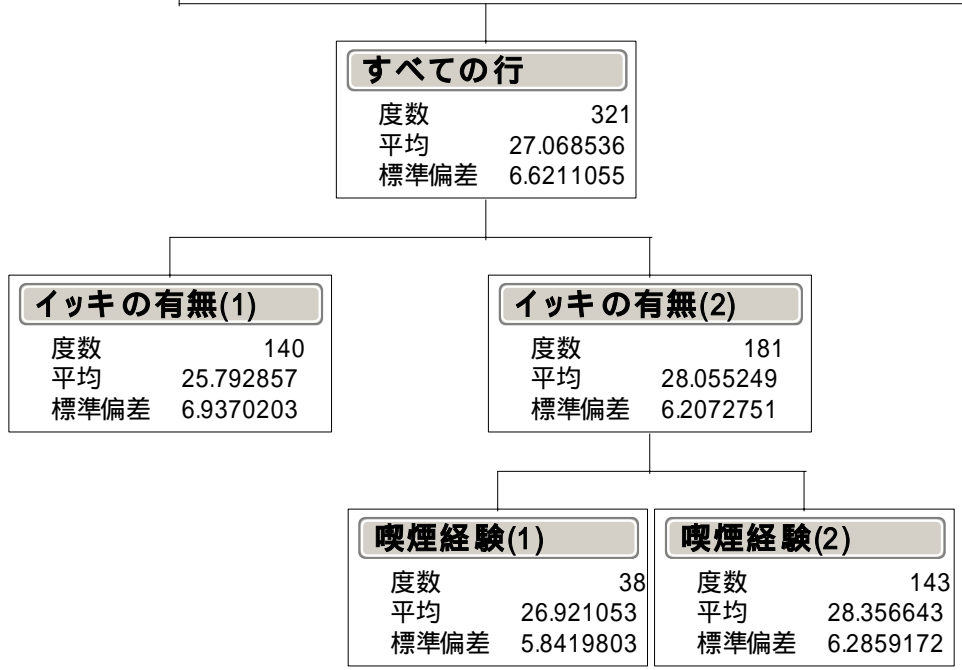 すべての行
度数 321
平均 27.068536
標準偏差 6.6211055
イッキの有無(1)
度数 140
平均 25.792857
標準偏差 6.9370203
イッキの有無(2)
度数 181
平均 28.055249
標準偏差 6.2072751
喫煙経験(1)
度数 38
平均 26.921053
標準偏差 5.8419803
喫煙経験(2)
度数 143
平均 28.356643
標準偏差 6.2859172